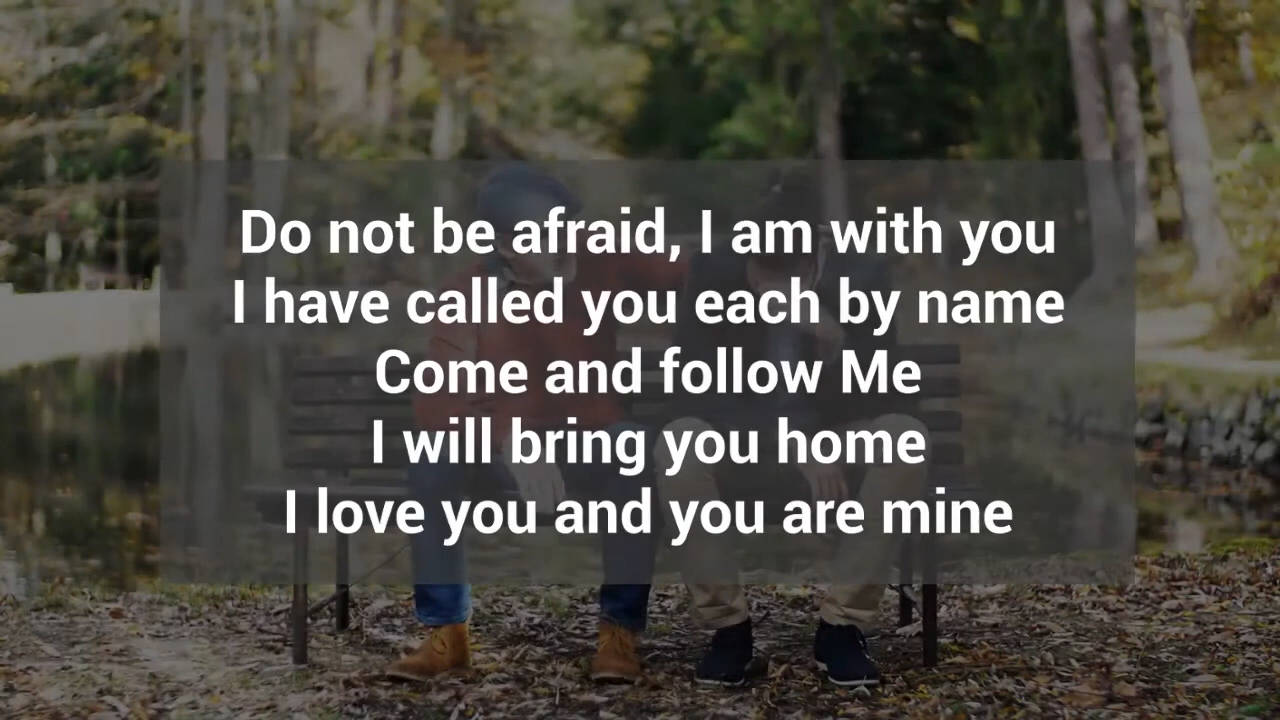 Do not be afraid, I am with you
I have called you each by name
Come and follow Me
I will bring you home
I love you and you are mine